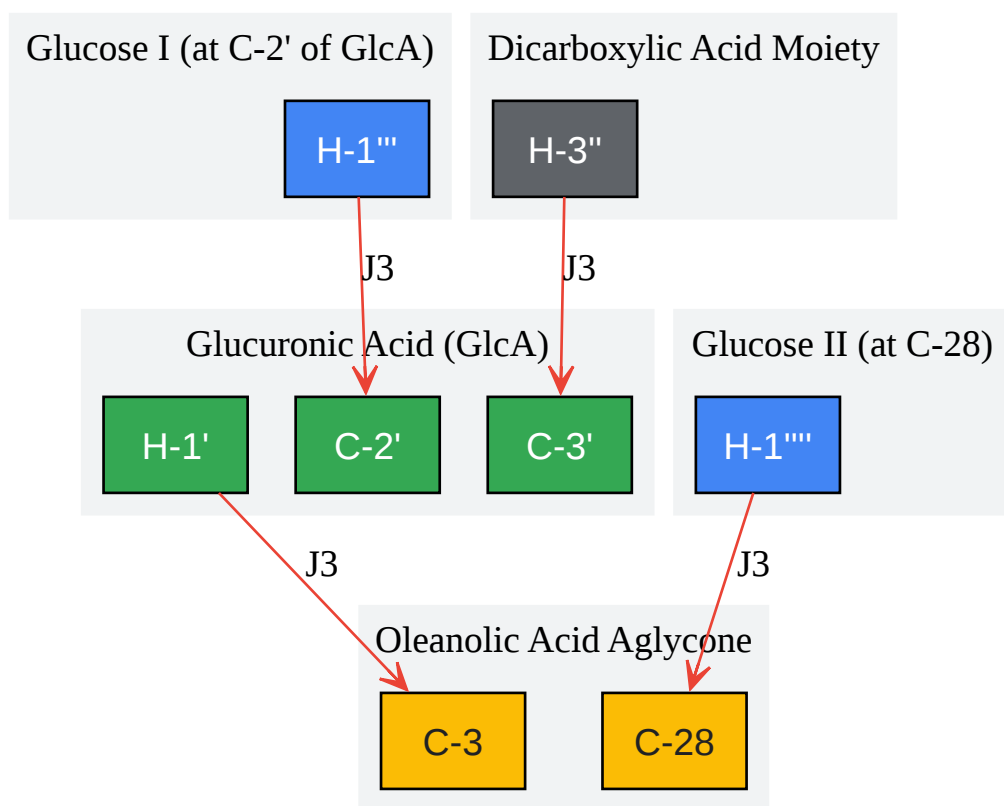 Glucose I (at C-2' of GlcA)
Dicarboxylic Acid Moiety
H-1'''
H-3''
J3
J3
Glucuronic Acid (GlcA)
Glucose II (at C-28)
H-1'
C-2'
C-3'
H-1''''
J3
J3
Oleanolic Acid Aglycone
C-3
C-28